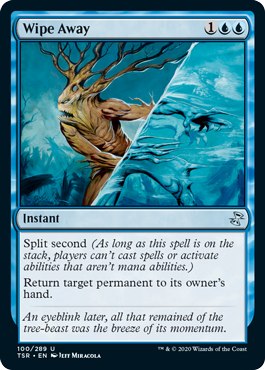 Wipe Away 1
Instant
Split second (As long as this spell is on the
stack, players can't cast spells or activate
abilities that aren't mana abilities.)
Return target permanent to its owner's
hand.
An eyeblink later, all that remained of the
tree-beast was the breeze of its momentum.
100/289 U
TSR • EN Jeff Miracola
™ & © 2020 Wizards of the Coast